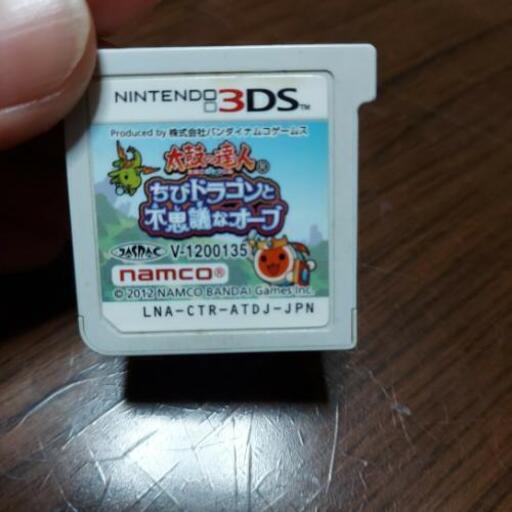 NINTENDO 3DS™
Produced by 株式会社バンダイナムコゲームス
太鼓の達人®
ちびドラゴンと
不思議なオーブ
JASRAC V-1200135
namco®
© 2012 NAMCO BANDAI Games Inc.
LNA-CTR-ATDJ-JPN